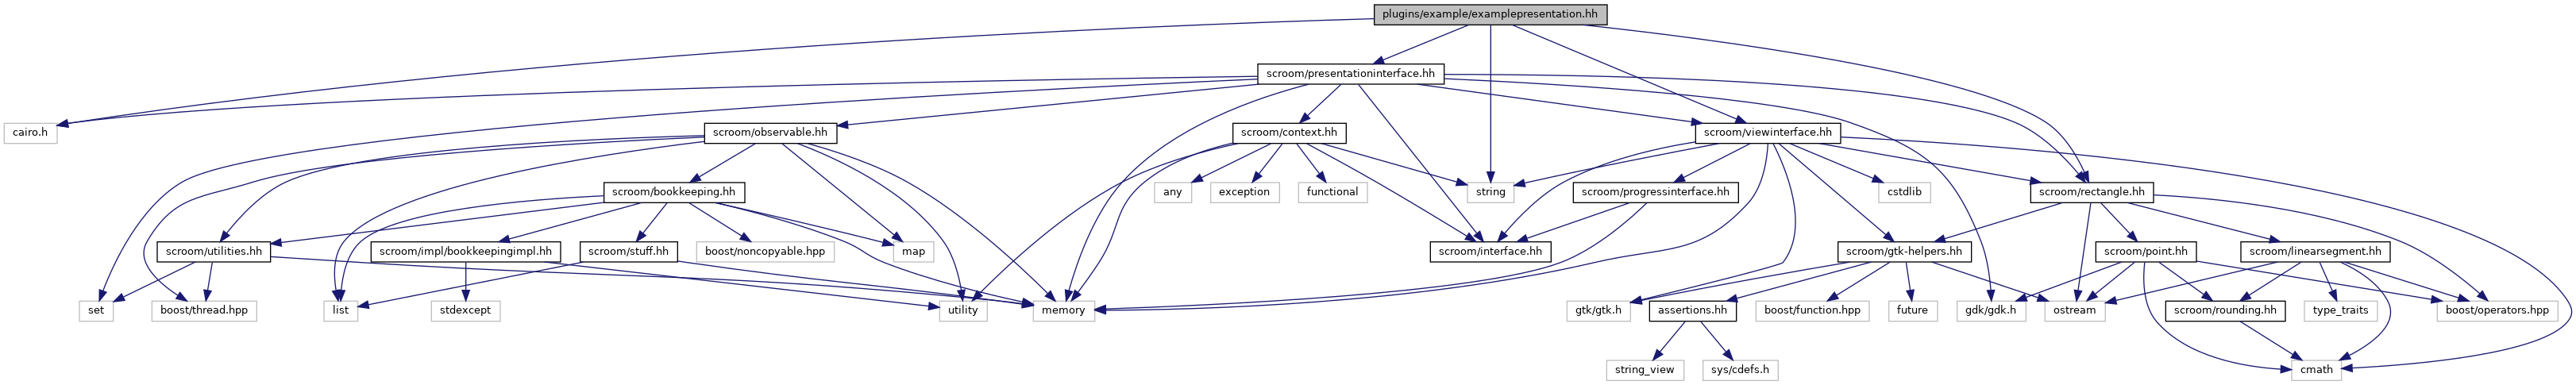 plugins/example/examplepresentation.hh
scroom/presentationinterface.hh
cairo.h
scroom/observable.hh
scroom/context.hh
scroom/viewinterface.hh
scroom/bookkeeping.hh
any
exception
functional
string
scroom/progressinterface.hh
cstdlib
scroom/rectangle.hh
scroom/utilities.hh
scroom/impl/bookkeepingimpl.hh
scroom/stuff.hh
boost/noncopyable.hpp
map
scroom/interface.hh
scroom/gtk-helpers.hh
scroom/point.hh
scroom/linearsegment.hh
set
boost/thread.hpp
list
stdexcept
utility
memory
gtk/gtk.h
assertions.hh
boost/function.hpp
future
gdk/gdk.h
ostream
scroom/rounding.hh
type_traits
boost/operators.hpp
string_view
sys/cdefs.h
cmath